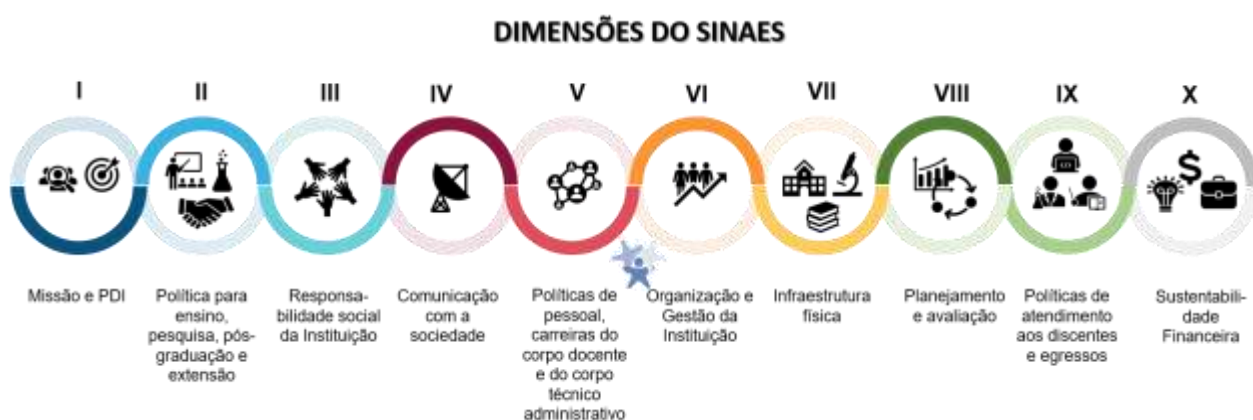 DIMENSÕES DO SINAES
I
II
III
IV
V
VI
VII
VIII
IX
X
Missão e PDI
Política para
ensino,
pesquisa, pós-
graduação e
extensão
Responsa-
bilidade social
da Instituição
Comunicação
com a
sociedade
Políticas de
pessoal,
carreiras do
corpo docente
e do corpo
técnico
administrativo
Organização e
Gestão da
Instituição
Infraestrutura
física
Planejamento
e avaliação
Políticas de
atendimento
aos discentes
e egressos
Sustentabili-
dade
Financeira